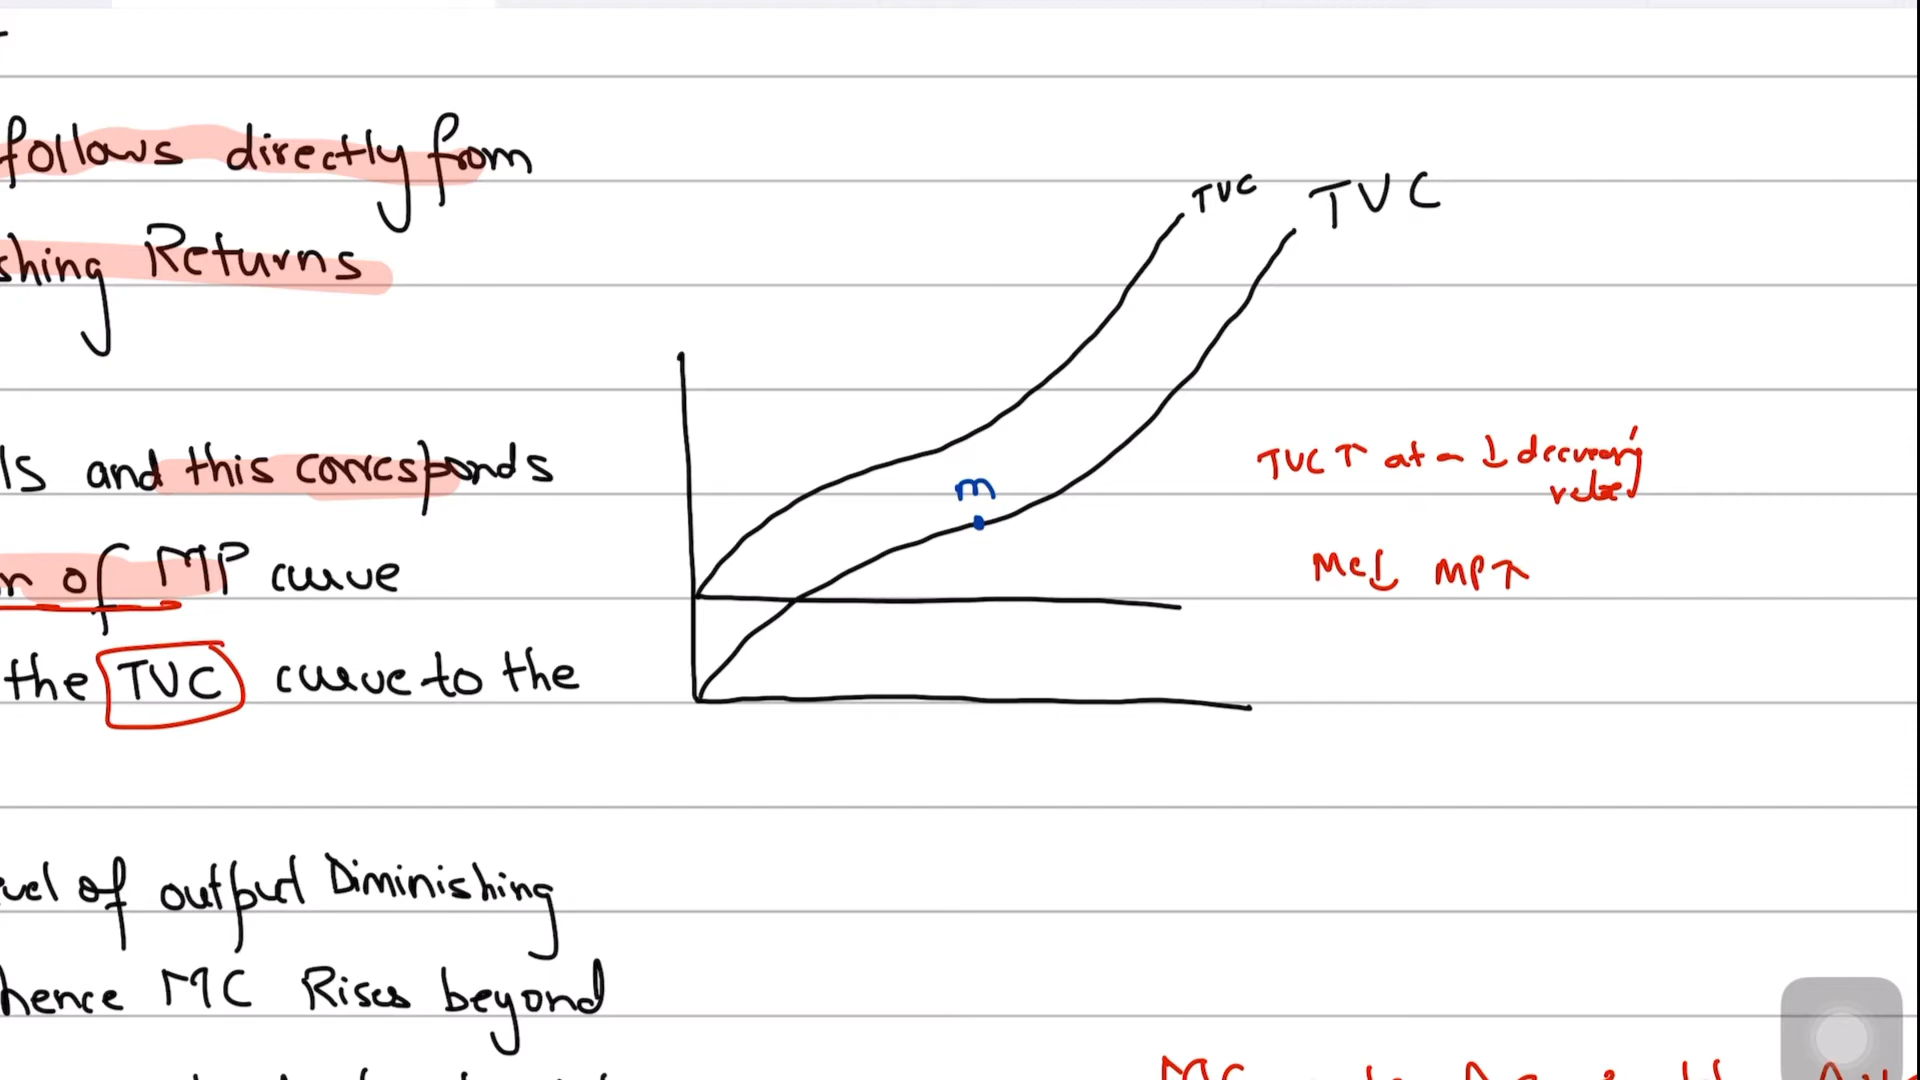 follows directly from
shing Returns
ls and this corresponds
n of MP curve
the TVC curve to the
TVC TVC
m
TVC ↑ at a ↓ decreasing
MC↓ MP↑
vel of output Diminishing
hence MC Rises beyond
MC